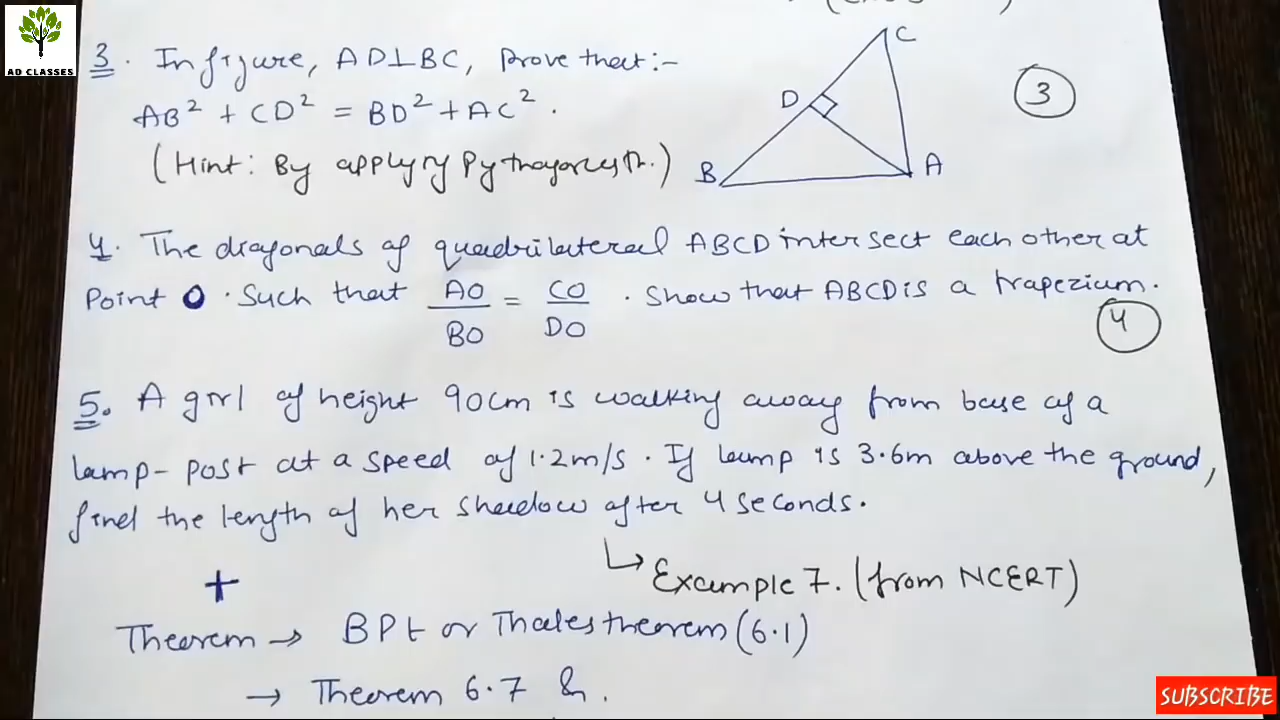 AD CLASSES
3. In figure, AD⊥BC, Prove that:-
AB² + CD² = BD² + AC².
(Hint: By applying Pythagoras th.)
C
D
B
A
3
4. The diagonals of quadrilateral ABCD intersect each other at
Point O. Such that AO/BO = CO/DO. Show that ABCD is a trapezium.
4
5. A girl of height 90cm is walking away from base of a
lamp-post at a speed of 1.2m/s. If lamp is 3.6m above the ground,
find the length of her shadow after 4 seconds.
↳ Example 7. (from NCERT)
+
Theorem → BPt or Thales theorem (6.1)
→ Theorem 6.7 &.
SUBSCRIBE